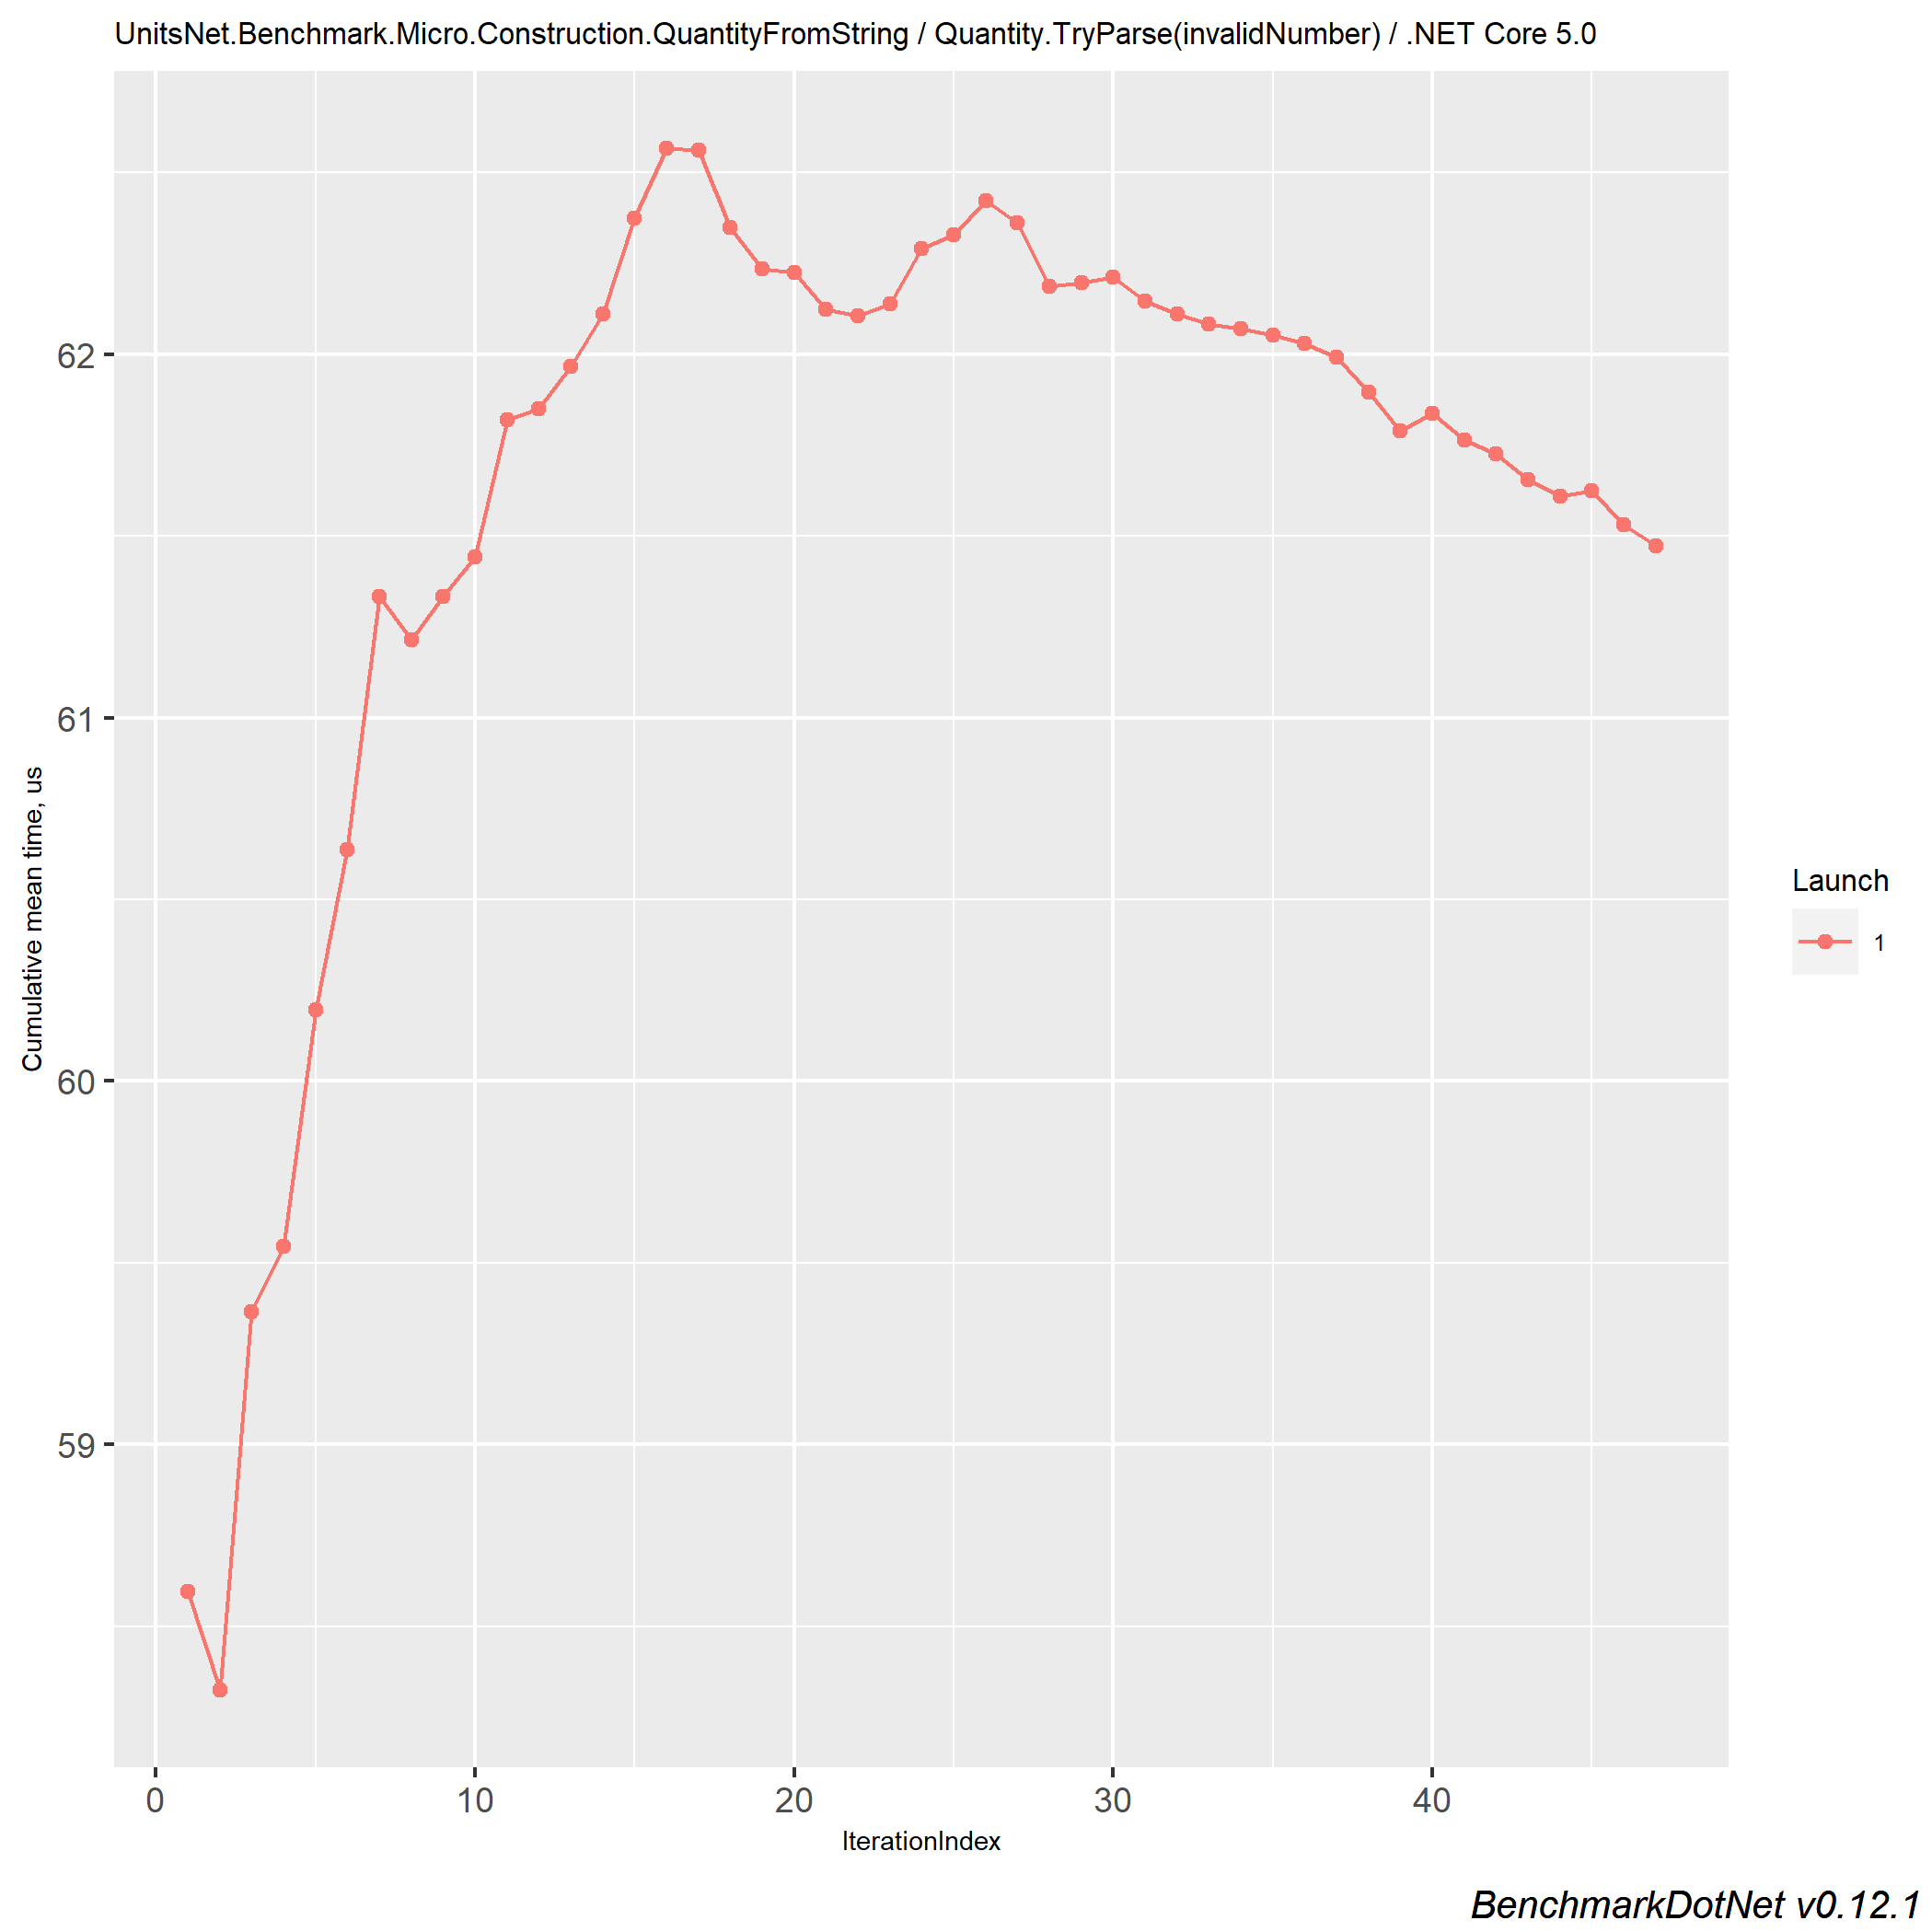 UnitsNet.Benchmark.Micro.Construction.QuantityFromString / Quantity.TryParse(invalidNumber) / .NET Core 5.0
62
61
60
59
Cumulative mean time, us
0 10 20 30 40
IterationIndex
Launch
1
BenchmarkDotNet v0.12.1